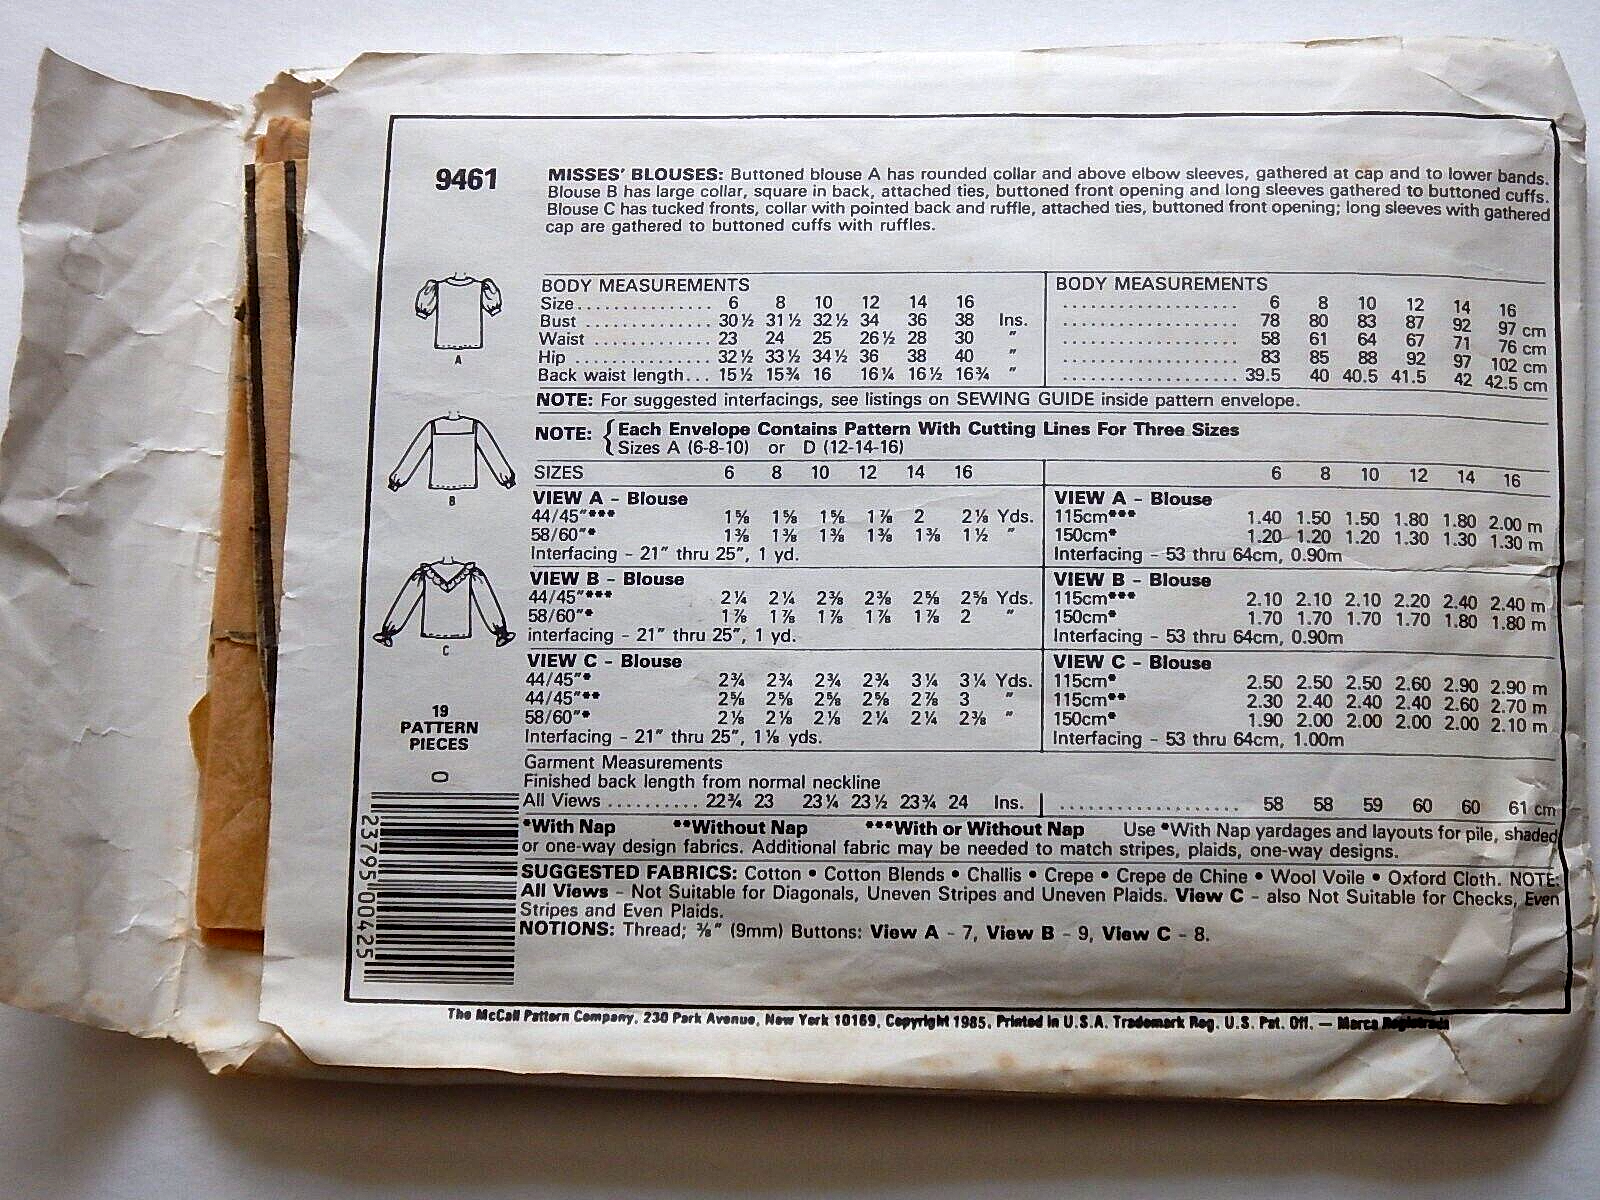 9461
MISSES' BLOUSES: Buttoned blouse A has rounded collar and above elbow sleeves, gathered at cap and to lower bands.
Blouse B has large collar, square in back, attached ties, buttoned front opening and long sleeves gathered to buttoned cuffs.
Blouse C has tucked fronts, collar with pointed back and ruffle, attached ties, buttoned front opening; long sleeves with gathered
cap are gathered to buttoned cuffs with ruffles.
A
B
C
19
PATTERN
PIECES
0
23795 00425
BODY MEASUREMENTS BODY MEASUREMENTS
Size 6 8 10 12 14 16 6 8 10 12 14 16
Bust 30½ 31½ 32½ 34 36 38 Ins. 78 80 83 87 92 97 cm
Waist 23 24 25 26½ 28 30 " 58 61 64 67 71 76 cm
Hip 32½ 33½ 34½ 36 38 40 " 83 85 88 92 97 102 cm
Back waist length... 15½ 15¾ 16 16¼ 16½ 16¾ " 39.5 40 40.5 41.5 42 42.5 cm
NOTE: For suggested interfacings, see listings on SEWING GUIDE inside pattern envelope.
NOTE: { Each Envelope Contains Pattern With Cutting Lines For Three Sizes
Sizes A (6-8-10) or D (12-14-16)
SIZES 6 8 10 12 14 16 6 8 10 12 14 16
VIEW A - Blouse VIEW A - Blouse
44/45"*** 1⅝ 1⅝ 1⅝ 1⅞ 2 2⅛ Yds. 115cm*** 1.40 1.50 1.50 1.80 1.80 2.00 m
58/60"* 1⅜ 1⅜ 1⅜ 1⅜ 1⅜ 1½ " 150cm* 1.20 1.20 1.20 1.30 1.30 1.30 m
Interfacing - 21" thru 25", 1 yd. Interfacing - 53 thru 64cm, 0.90m
VIEW B - Blouse VIEW B - Blouse
44/45"*** 2¼ 2¼ 2⅜ 2⅜ 2⅝ 2⅝ Yds. 115cm*** 2.10 2.10 2.10 2.20 2.40 2.40 m
58/60"* 1⅞ 1⅞ 1⅞ 1⅞ 1⅞ 2 " 150cm* 1.70 1.70 1.70 1.70 1.80 1.80 m
interfacing - 21" thru 25", 1 yd. Interfacing - 53 thru 64cm, 0.90m
VIEW C - Blouse VIEW C - Blouse
44/45"* 2¾ 2¾ 2¾ 2¾ 3¼ 3¼ Yds. 115cm* 2.50 2.50 2.50 2.60 2.90 2.90 m
44/45"** 2⅝ 2⅝ 2⅝ 2⅝ 2⅞ 3 " 115cm** 2.30 2.40 2.40 2.40 2.60 2.70 m
58/60"* 2⅛ 2⅛ 2⅛ 2¼ 2¼ 2⅜ " 150cm* 1.90 2.00 2.00 2.00 2.00 2.10 m
Interfacing - 21" thru 25", 1⅛ yds. Interfacing - 53 thru 64cm, 1.00m
Garment Measurements
Finished back length from normal neckline
All Views 22¾ 23 23¼ 23½ 23¾ 24 Ins. 58 58 59 60 60 61 cm
*With Nap **Without Nap ***With or Without Nap Use *With Nap yardages and layouts for pile, shaded
or one-way design fabrics. Additional fabric may be needed to match stripes, plaids, one-way designs.
SUGGESTED FABRICS: Cotton • Cotton Blends • Challis • Crepe • Crepe de Chine • Wool Voile • Oxford Cloth. NOTE:
All Views - Not Suitable for Diagonals, Uneven Stripes and Uneven Plaids. View C - also Not Suitable for Checks, Even
Stripes and Even Plaids.
NOTIONS: Thread; ⅜" (9mm) Buttons: View A - 7, View B - 9, View C - 8.
The McCall Pattern Company, 230 Park Avenue, New York 10169, Copyright 1985, Printed in U.S.A. Trademark Reg. U.S. Pat. Off. — Marca Registrada